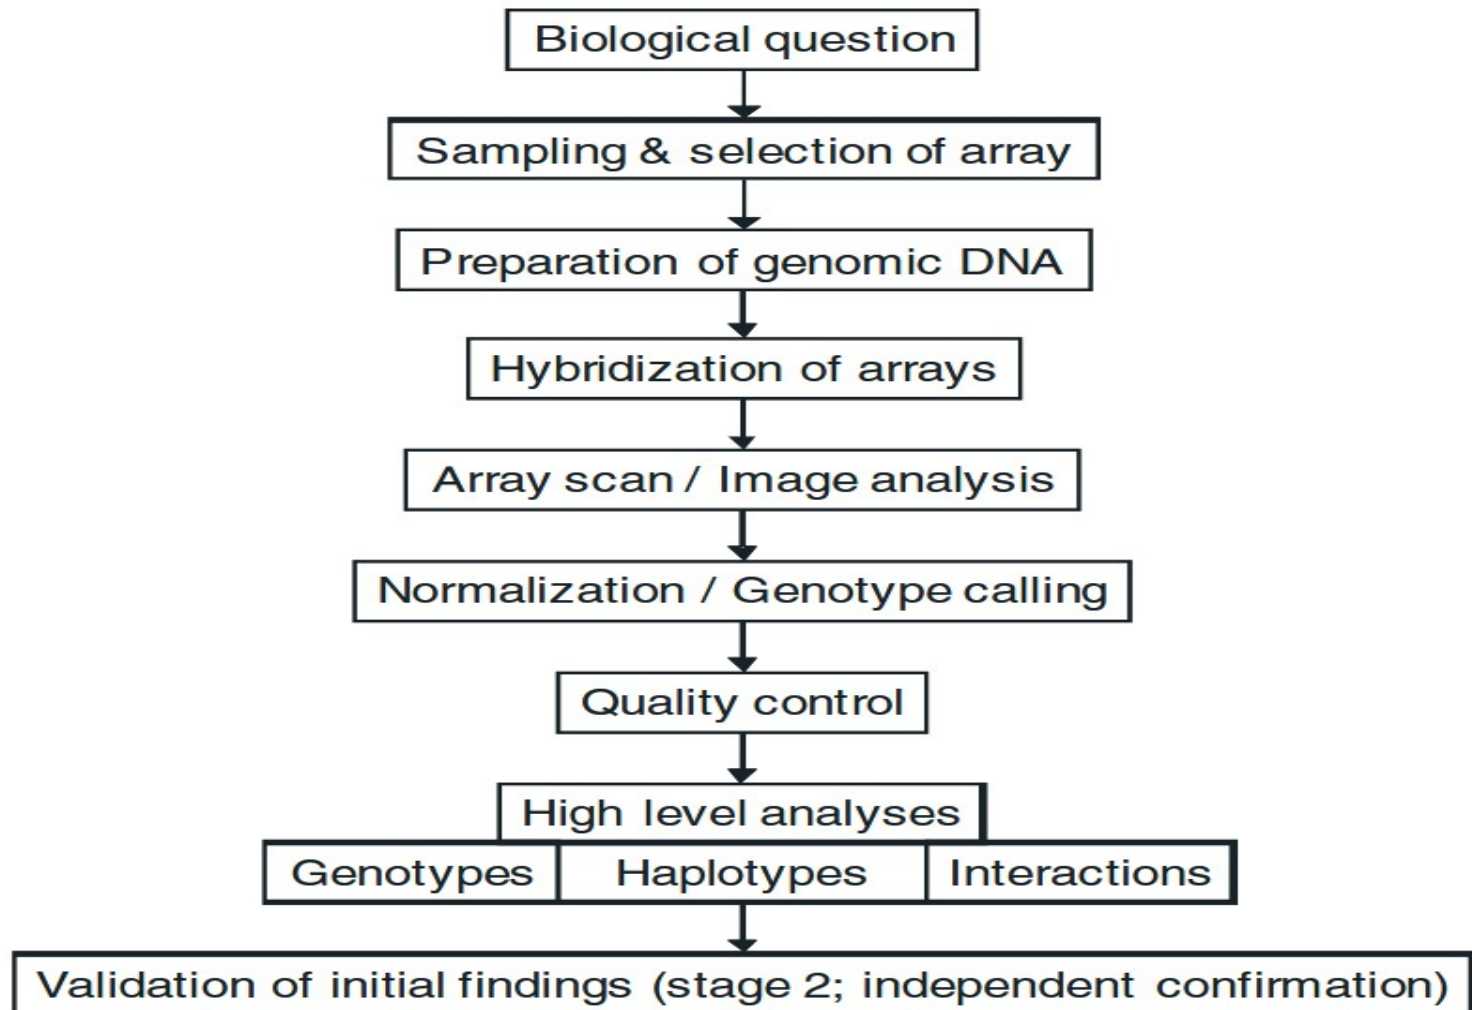 Biological question
Sampling & selection of array
Preparation of genomic DNA
Hybridization of arrays
Array scan / Image analysis
Normalization / Genotype calling
Quality control
High level analyses
Genotypes Haplotypes Interactions
Validation of initial findings (stage 2; independent confirmation)